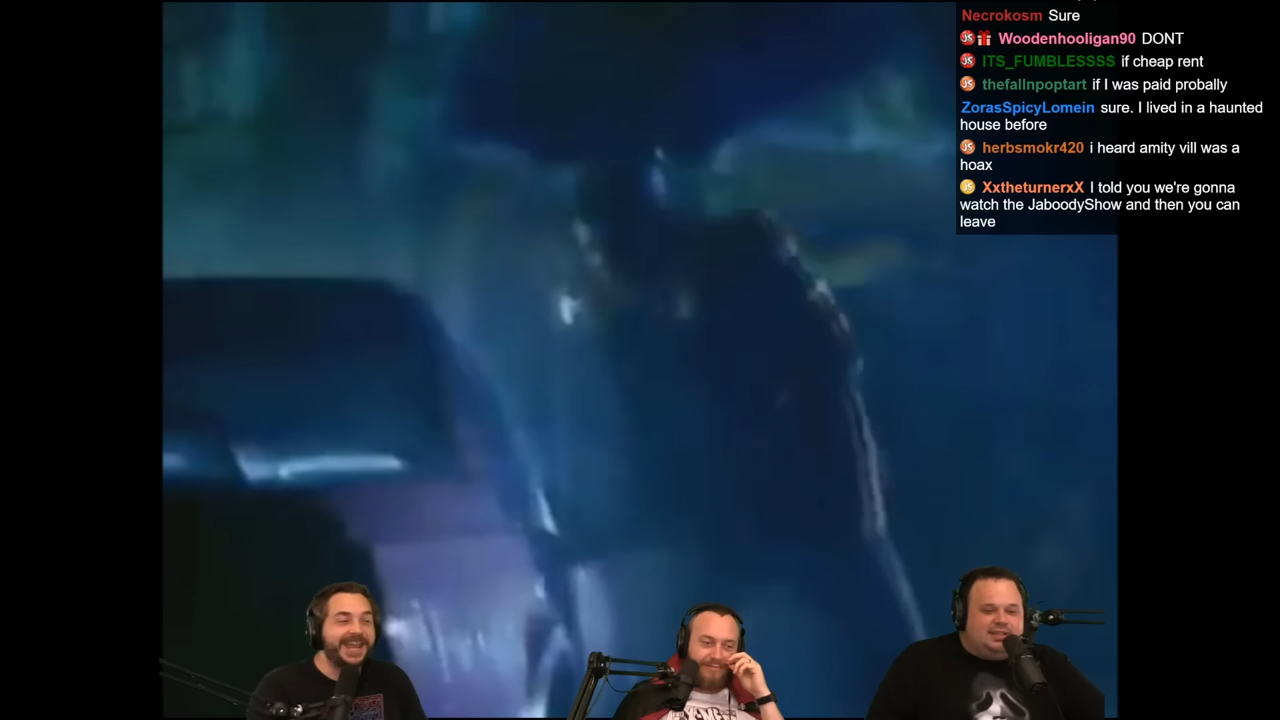 Necrokosm Sure
Woodenhooligan90 DONT
ITS_FUMBLESSSS if cheap rent
thefallnpoptart if I was paid probally
ZorasSpicyLomein sure. I lived in a haunted
house before
herbsmokr420 i heard amity vill was a
hoax
XxtheturnerxX I told you we're gonna
watch the JaboodyShow and then you can
leave